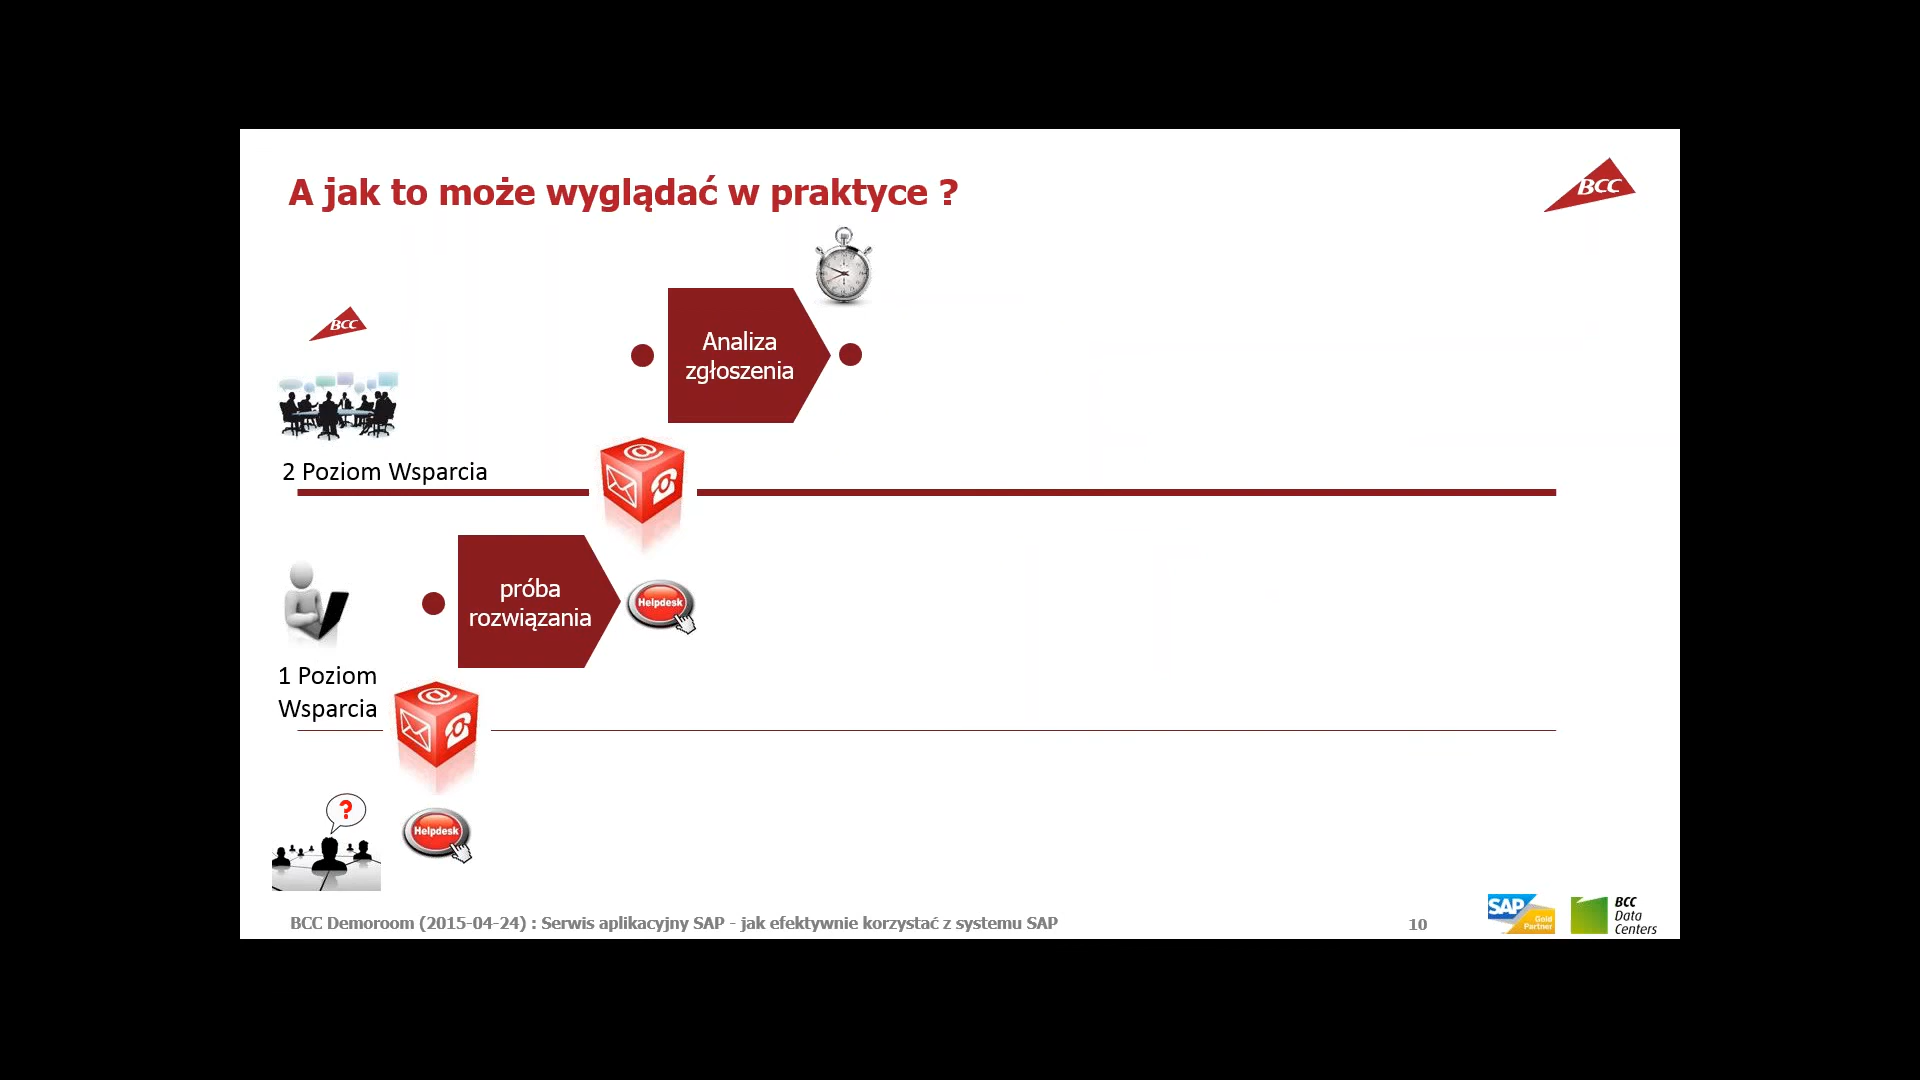 A jak to może wyglądać w praktyce ?
BCC
BCC
Analiza
zgłoszenia
2 Poziom Wsparcia
@
próba
rozwiązania
Helpdesk
1 Poziom
Wsparcia
@
?
Helpdesk
BCC Demoroom (2015-04-24) : Serwis aplikacyjny SAP - jak efektywnie korzystać z systemu SAP
10
SAP
Gold
Partner
BCC
Data
Centers